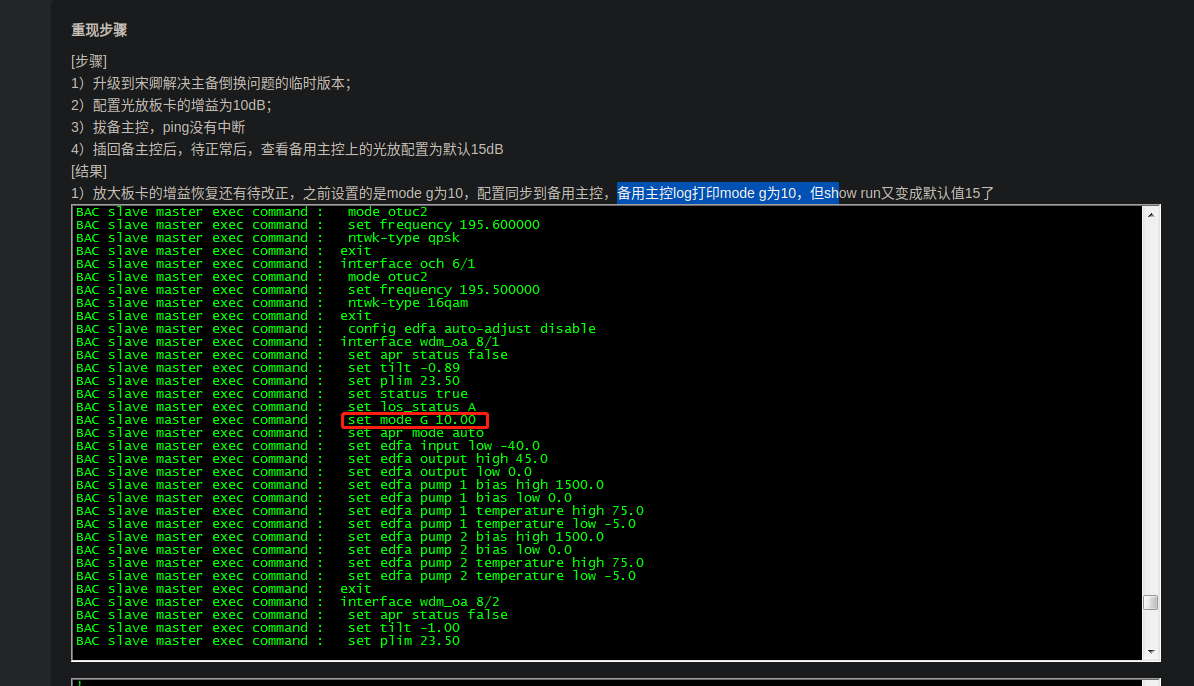 重现步骤
[步骤]
1）升级到宋卿解决主备倒换问题的临时版本；
2）配置光放板卡的增益为10dB；
3）拔备主控，ping没有中断
4）插回备主控后，待正常后，查看备用主控上的光放配置为默认15dB
[结果]
1）放大板卡的增益恢复还有待改正，之前设置的是mode g为10，配置同步到备用主控，备用主控log打印mode g为10，但show run又变成默认值15了
BAC slave master exec command :   mode otuc2
BAC slave master exec command :   set frequency 195.600000
BAC slave master exec command :   ntwk-type qpsk
BAC slave master exec command :  exit
BAC slave master exec command :  interface och 6/1
BAC slave master exec command :   mode otuc2
BAC slave master exec command :   set frequency 195.500000
BAC slave master exec command :   ntwk-type 16qam
BAC slave master exec command :  exit
BAC slave master exec command :   config edfa auto-adjust disable
BAC slave master exec command :  interface wdm_oa 8/1
BAC slave master exec command :   set apr status false
BAC slave master exec command :   set tilt -0.89
BAC slave master exec command :   set plim 23.50
BAC slave master exec command :   set status true
BAC slave master exec command :   set los_status A
BAC slave master exec command :   set mode G 10.00
BAC slave master exec command :   set apr mode auto
BAC slave master exec command :   set edfa input low -40.0
BAC slave master exec command :   set edfa output high 45.0
BAC slave master exec command :   set edfa output low 0.0
BAC slave master exec command :   set edfa pump 1 bias high 1500.0
BAC slave master exec command :   set edfa pump 1 bias low 0.0
BAC slave master exec command :   set edfa pump 1 temperature high 75.0
BAC slave master exec command :   set edfa pump 1 temperature low -5.0
BAC slave master exec command :   set edfa pump 2 bias high 1500.0
BAC slave master exec command :   set edfa pump 2 bias low 0.0
BAC slave master exec command :   set edfa pump 2 temperature high 75.0
BAC slave master exec command :   set edfa pump 2 temperature low -5.0
BAC slave master exec command :  exit
BAC slave master exec command :  interface wdm_oa 8/2
BAC slave master exec command :   set apr status false
BAC slave master exec command :   set tilt -1.00
BAC slave master exec command :   set plim 23.50